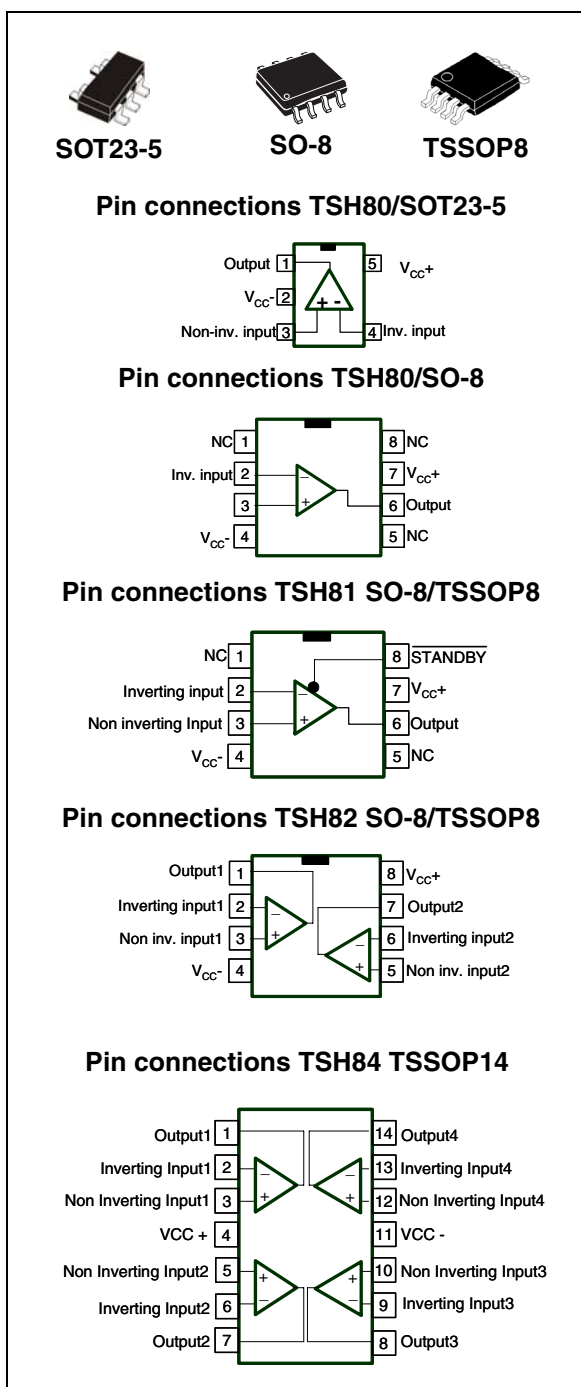 SOT23-5 SO-8 TSSOP8
Pin connections TSH80/SOT23-5
Output 1 5 VCC+
VCC- 2
Non-inv. input 3 + - 4 Inv. input
Pin connections TSH80/SO-8
NC 1 8 NC
Inv. input 2 − 7 VCC+
3 + 6 Output
VCC- 4 5 NC
Pin connections TSH81 SO-8/TSSOP8
NC 1 8 STANDBY
Inverting input 2 − 7 VCC+
Non inverting Input 3 + 6 Output
VCC- 4 5 NC
Pin connections TSH82 SO-8/TSSOP8
Output1 1 8 VCC+
Inverting input1 2 − 7 Output2
Non inv. input1 3 + − 6 Inverting input2
VCC- 4 + 5 Non inv. input2
Pin connections TSH84 TSSOP14
Output1 1 14 Output4
Inverting Input1 2 − − 13 Inverting Input4
Non Inverting Input1 3 + + 12 Non Inverting Input4
VCC + 4 11 VCC -
Non Inverting Input2 5 + + 10 Non Inverting Input3
Inverting Input2 6 − − 9 Inverting Input3
Output2 7 8 Output3